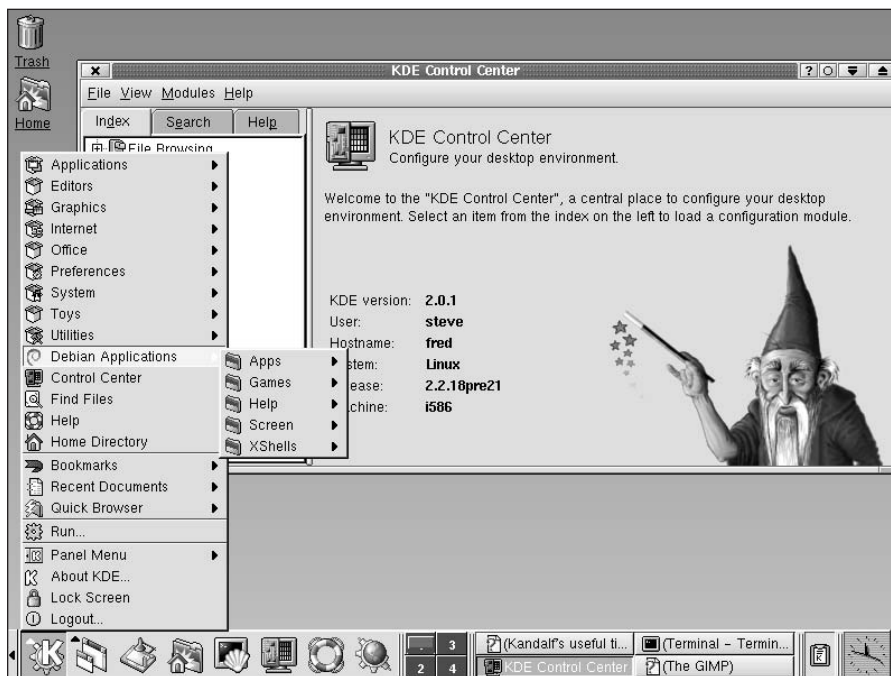 Trash
Home
KDE Control Center
?
File View Modules Help
Index Search Help
File Browsing
KDE Control Center
Configure your desktop environment.
Welcome to the "KDE Control Center", a central place to configure your desktop
environment. Select an item from the index on the left to load a configuration module.
KDE version: 2.0.1
User: steve
Hostname: fred
stem: Linux
ease: 2.2.18pre21
chine: i586
Applications
Editors
Graphics
Internet
Office
Preferences
System
Toys
Utilities
Debian Applications
Control Center
Find Files
Help
Home Directory
Bookmarks
Recent Documents
Quick Browser
Run...
Panel Menu
About KDE...
Lock Screen
Logout...
Apps
Games
Help
Screen
XShells
K
3
2 4
(Kandalf's useful ti...
(Terminal - Termin...
KDE Control Center
(The GIMP)